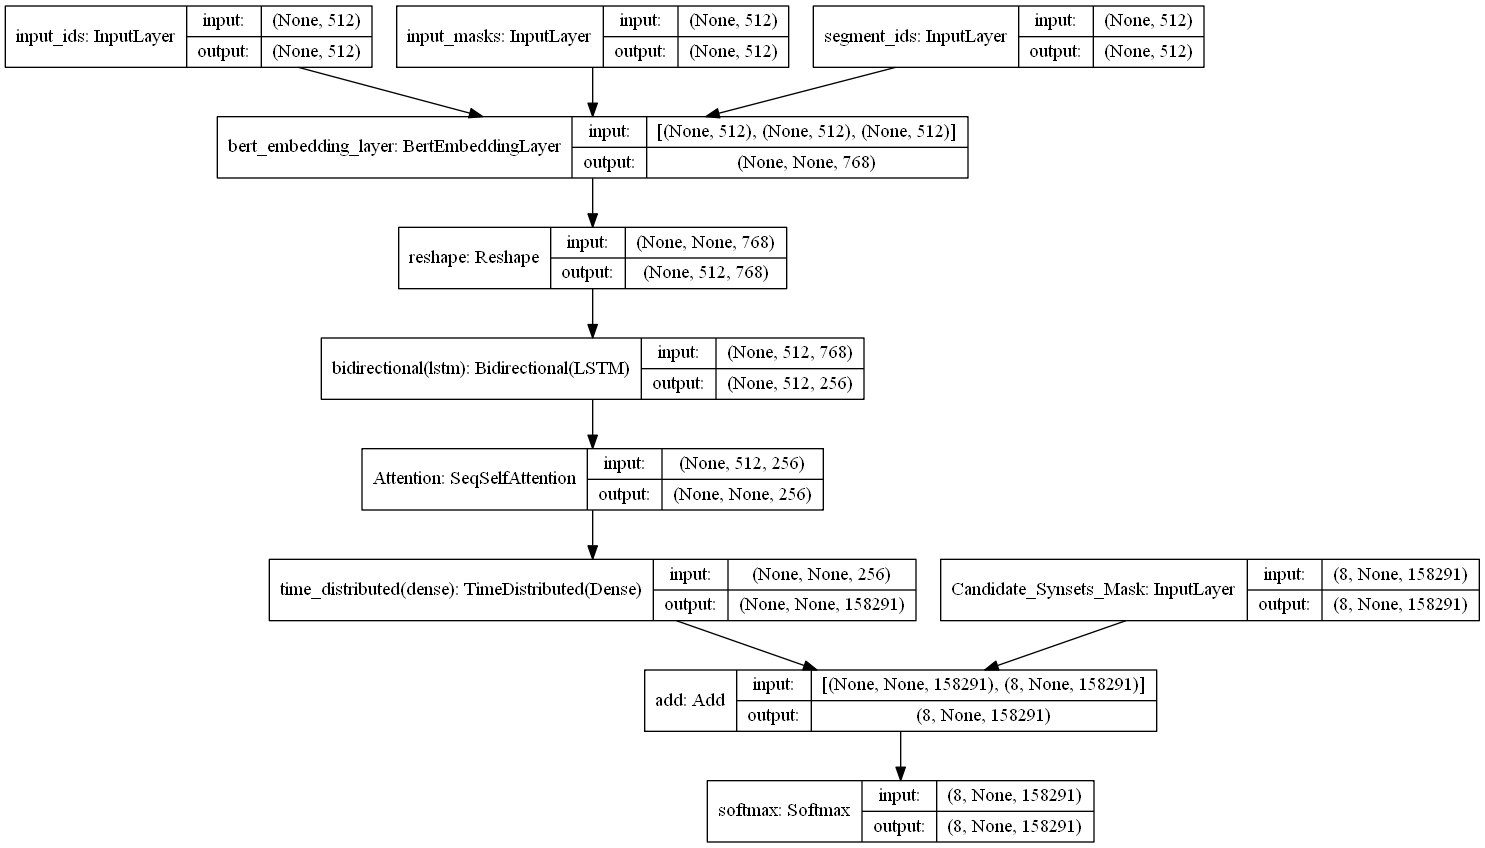 input_ids: InputLayer
input: (None, 512)
output: (None, 512)
input_masks: InputLayer
input: (None, 512)
output: (None, 512)
segment_ids: InputLayer
input: (None, 512)
output: (None, 512)
bert_embedding_layer: BertEmbeddingLayer
input: [(None, 512), (None, 512), (None, 512)]
output: (None, None, 768)
reshape: Reshape
input: (None, None, 768)
output: (None, 512, 768)
bidirectional(lstm): Bidirectional(LSTM)
input: (None, 512, 768)
output: (None, 512, 256)
Attention: SeqSelfAttention
input: (None, 512, 256)
output: (None, None, 256)
time_distributed(dense): TimeDistributed(Dense)
input: (None, None, 256)
output: (None, None, 158291)
Candidate_Synsets_Mask: InputLayer
input: (8, None, 158291)
output: (8, None, 158291)
add: Add
input: [(None, None, 158291), (8, None, 158291)]
output: (8, None, 158291)
softmax: Softmax
input: (8, None, 158291)
output: (8, None, 158291)